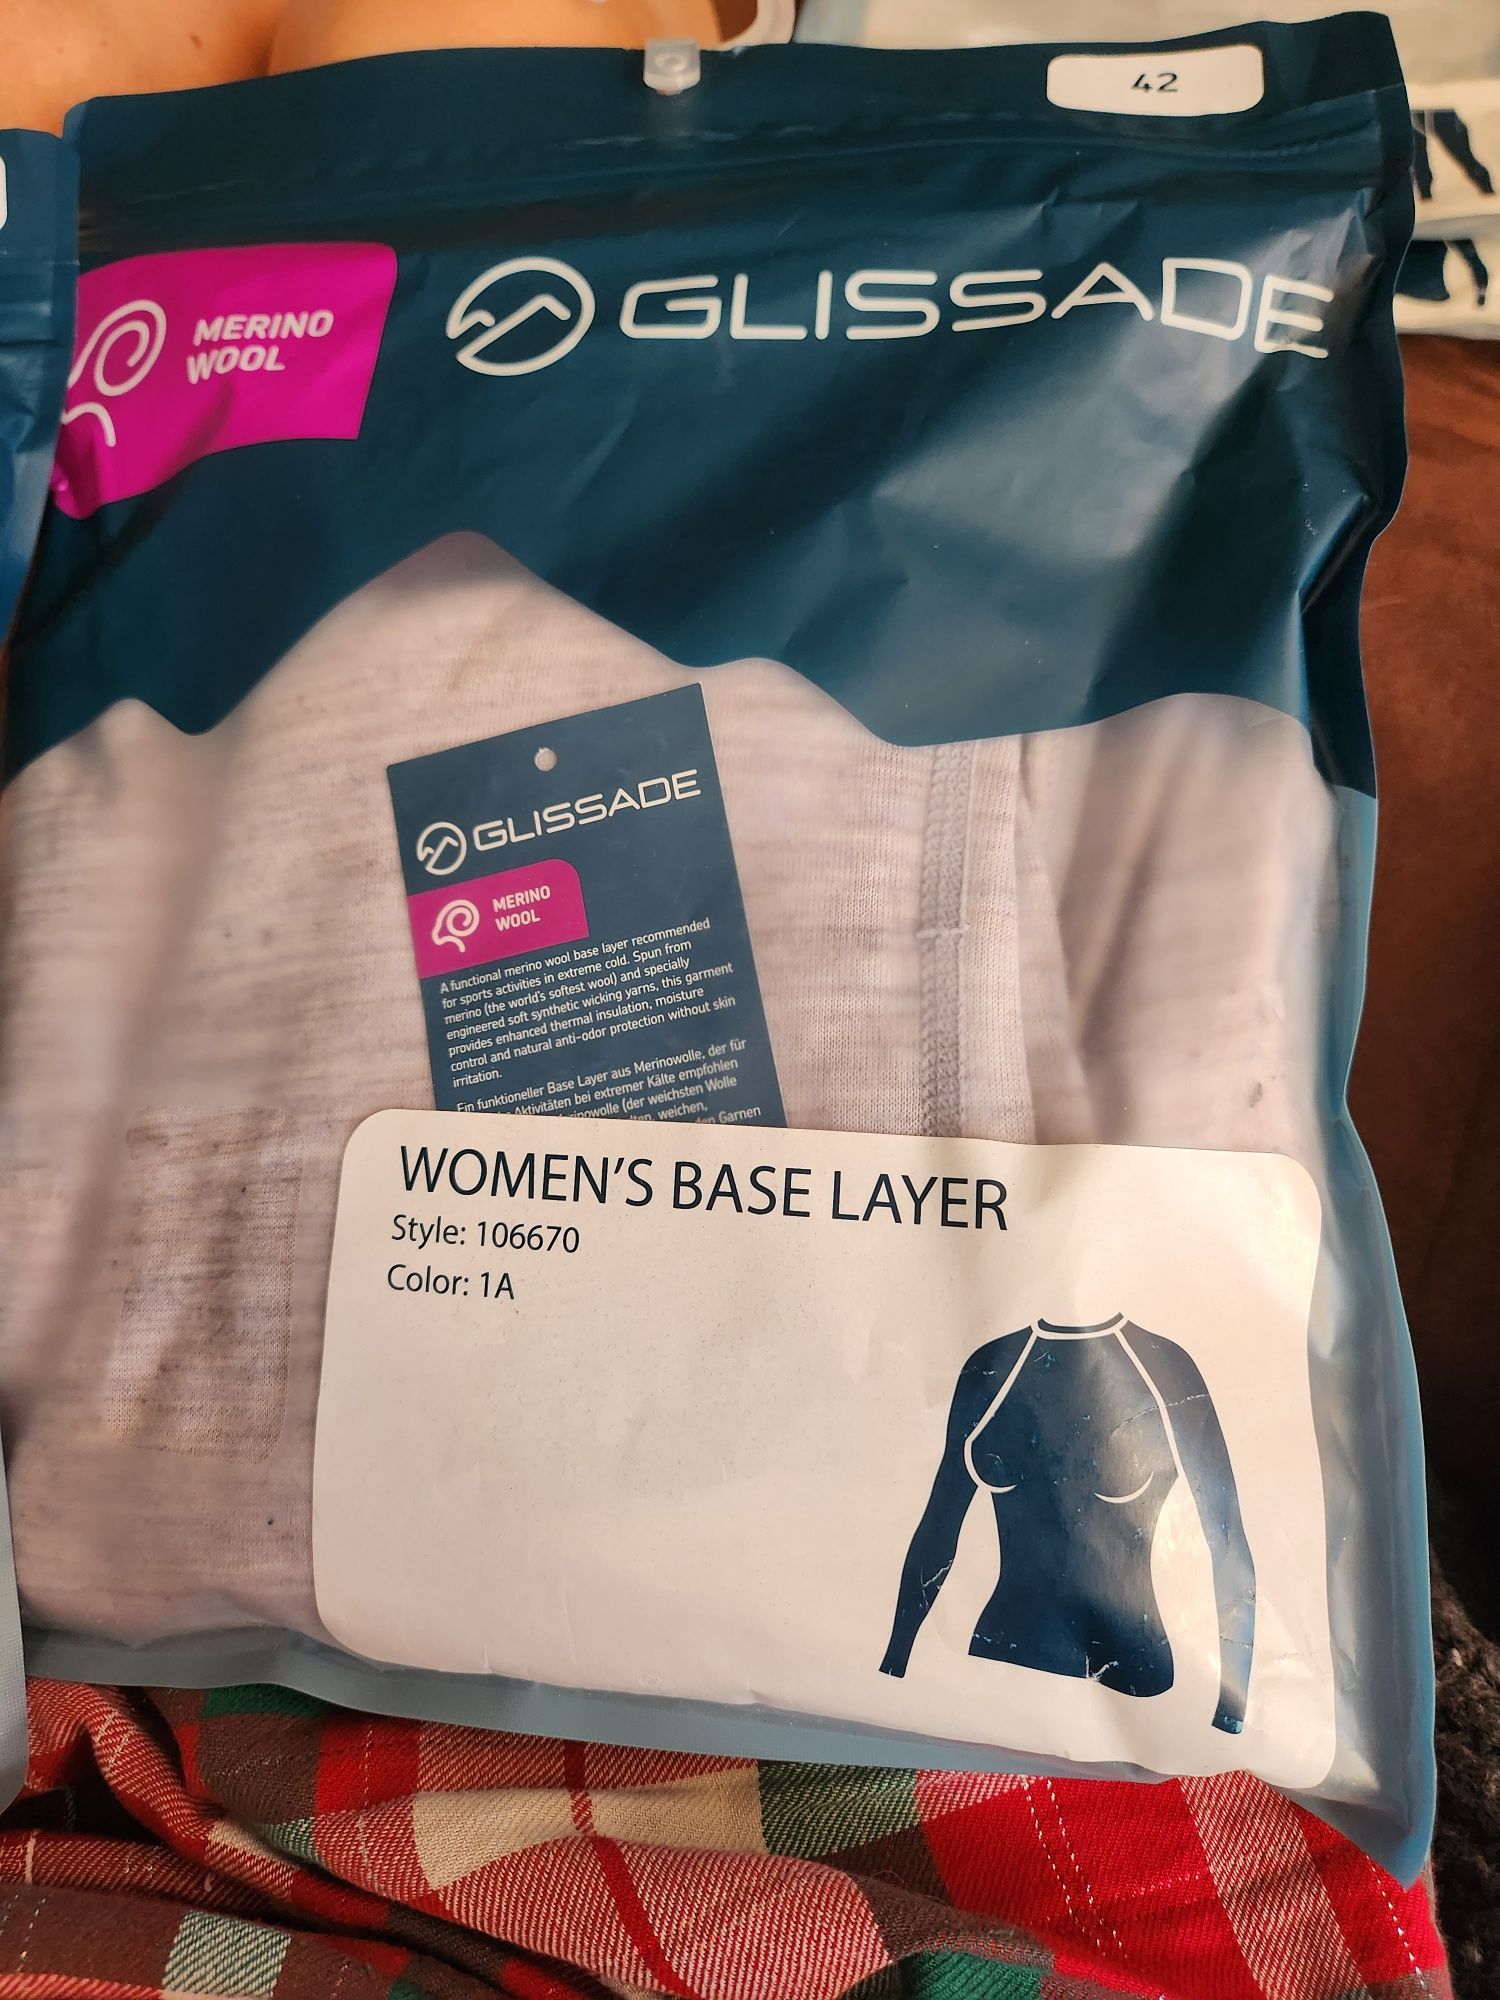 42
MERINO
WOOL
GLISSADE
GLISSADE
MERINO
WOOL
A functional merino wool base layer recommended
for sports activities in extreme cold. Spun from
merino (the world's softest wool) and specially
engineered soft synthetic wicking yarns, this garment
provides enhanced thermal insulation, moisture
control and natural anti-odor protection without skin
irritation.
Ein funktioneller Base Layer aus Merinowolle, der für
Aktivitäten bei extremer Kälte empfohlen
(der weichsten Wolle
weichen,
Garnen
WOMEN'S BASE LAYER
Style: 106670
Color: 1A